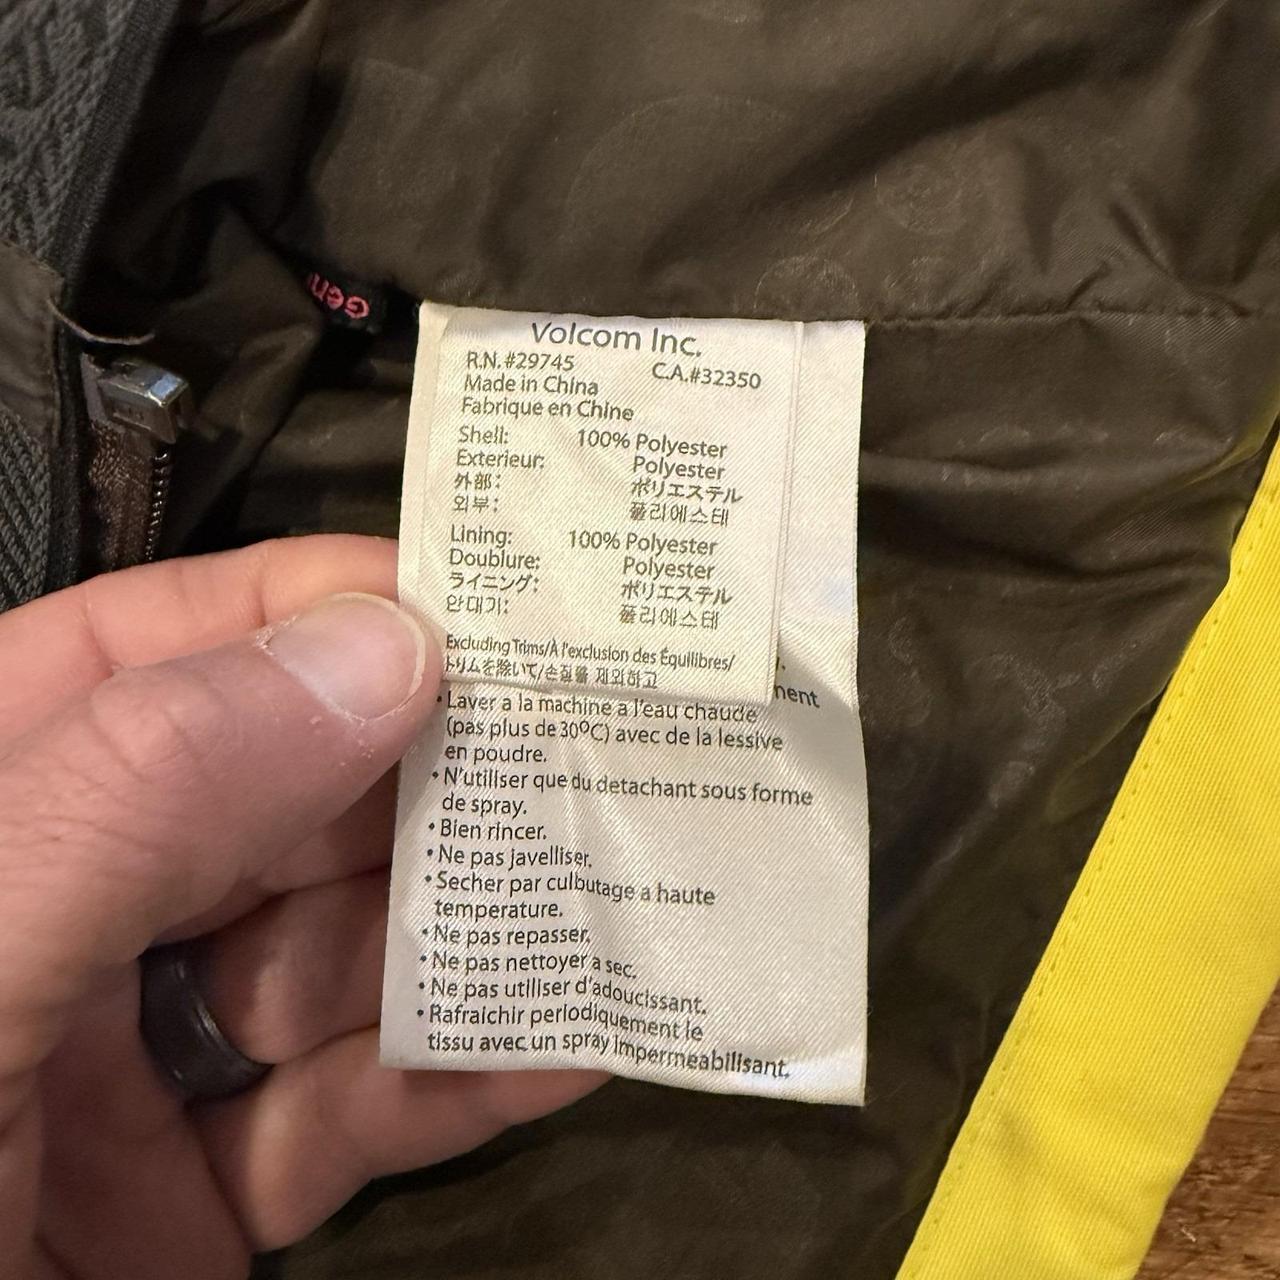 Gen
Volcom Inc.
R.N.#29745 C.A.#32350
Made in China
Fabrique en Chine
Shell: 100% Polyester
Exterieur: Polyester
外部: ポリエステル
외부: 폴리에스테
Lining: 100% Polyester
Doublure: Polyester
ライニング: ポリエステル
안대기: 폴리에스테
Excluding Trims/À l'exclusion des Équilibres/
トリムを除いて/손질를 제외하고
ment
• Laver a la machine a l'eau chaude
(pas plus de 30ºC) avec de la lessive
en poudre.
• N'utiliser que du detachant sous forme
de spray.
• Bien rincer.
• Ne pas javelliser.
• Secher par culbutage a haute
temperature.
• Ne pas repasser.
• Ne pas nettoyer a sec.
• Ne pas utiliser d'adoucissant.
• Rafraichir periodiquement le
tissu avec un spray impermeabilisant.